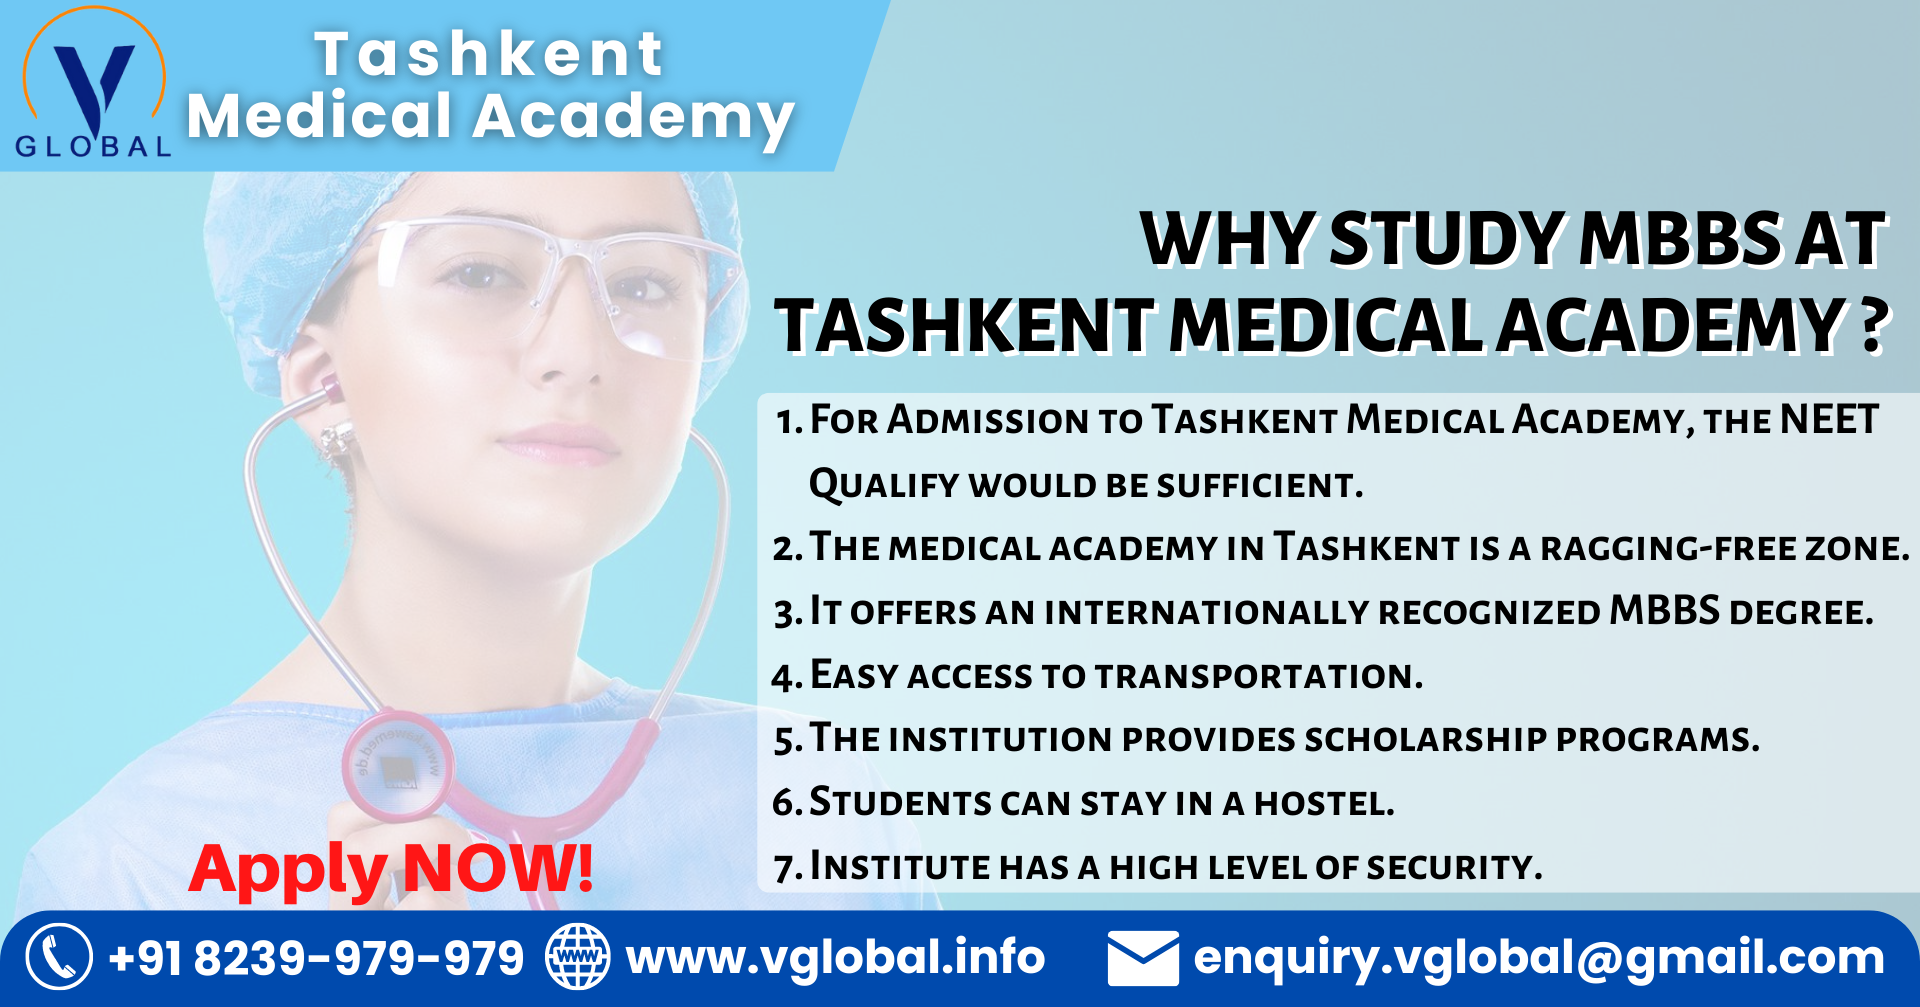 V
GLOBAL
Tashkent
Medical Academy
WHY STUDY MBBS AT
TASHKENT MEDICAL ACADEMY ?
1. For Admission to Tashkent Medical Academy, the NEET
Qualify would be sufficient.
2. The medical academy in Tashkent is a ragging-free zone.
3. It offers an internationally recognized MBBS degree.
4. Easy access to transportation.
5. The institution provides scholarship programs.
6. Students can stay in a hostel.
7. Institute has a high level of security.
www.kawemed.de
Apply NOW!
+91 8239-979-979
www
www.vglobal.info
enquiry.vglobal@gmail.com